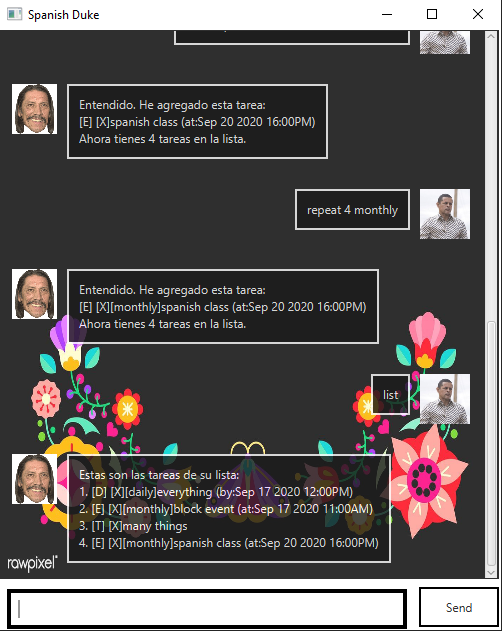 Spanish Duke
Entendido. He agregado esta tarea:
[E] [X]spanish class (at:Sep 20 2020 16:00PM)
Ahora tienes 4 tareas en la lista.
repeat 4 monthly
Entendido. He agregado esta tarea:
[E] [X][monthly]spanish class (at:Sep 20 2020 16:00PM)
Ahora tienes 4 tareas en la lista.
list
Estas son las tareas de su lista:
1. [D] [X][daily]everything (by:Sep 17 2020 12:00PM)
2. [E] [X][monthly]block event (at:Sep 17 2020 11:00AM)
3. [T] [X]many things
4. [E] [X][monthly]spanish class (at:Sep 20 2020 16:00PM)
rawpixel
Send